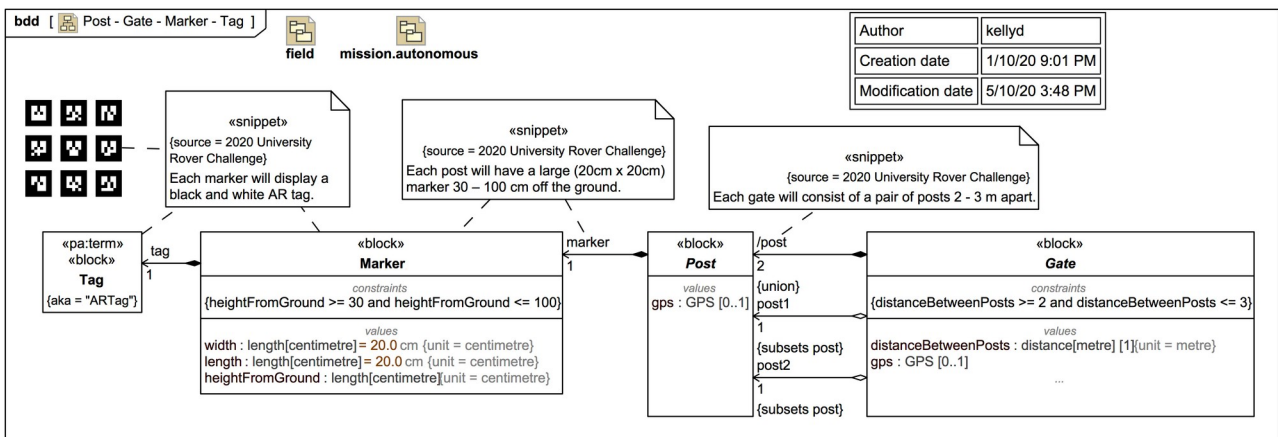 bdd [ Post - Gate - Marker - Tag ]
field
mission.autonomous
Author kellyd
Creation date 1/10/20 9:01 PM
Modification date 5/10/20 3:48 PM
«snippet»
{source = 2020 University
Rover Challenge}
Each marker will display a
black and white AR tag.
«snippet»
{source = 2020 University Rover Challenge}
Each post will have a large (20cm x 20cm)
marker 30 – 100 cm off the ground.
«snippet»
{source = 2020 University Rover Challenge}
Each gate will consist of a pair of posts 2 - 3 m apart.
«pa:term»
«block»
Tag
{aka = "ARTag"}
tag
1
«block»
Marker
constraints
{heightFromGround >= 30 and heightFromGround <= 100}
values
width : length[centimetre] = 20.0 cm {unit = centimetre}
length : length[centimetre] = 20.0 cm {unit = centimetre}
heightFromGround : length[centimetre]{unit = centimetre}
marker
1
«block»
Post
values
gps : GPS [0..1]
/post
2
{union}
post1
1
{subsets post}
post2
1
{subsets post}
«block»
Gate
constraints
{distanceBetweenPosts >= 2 and distanceBetweenPosts <= 3}
values
distanceBetweenPosts : distance[metre] [1]{unit = metre}
gps : GPS [0..1]
...